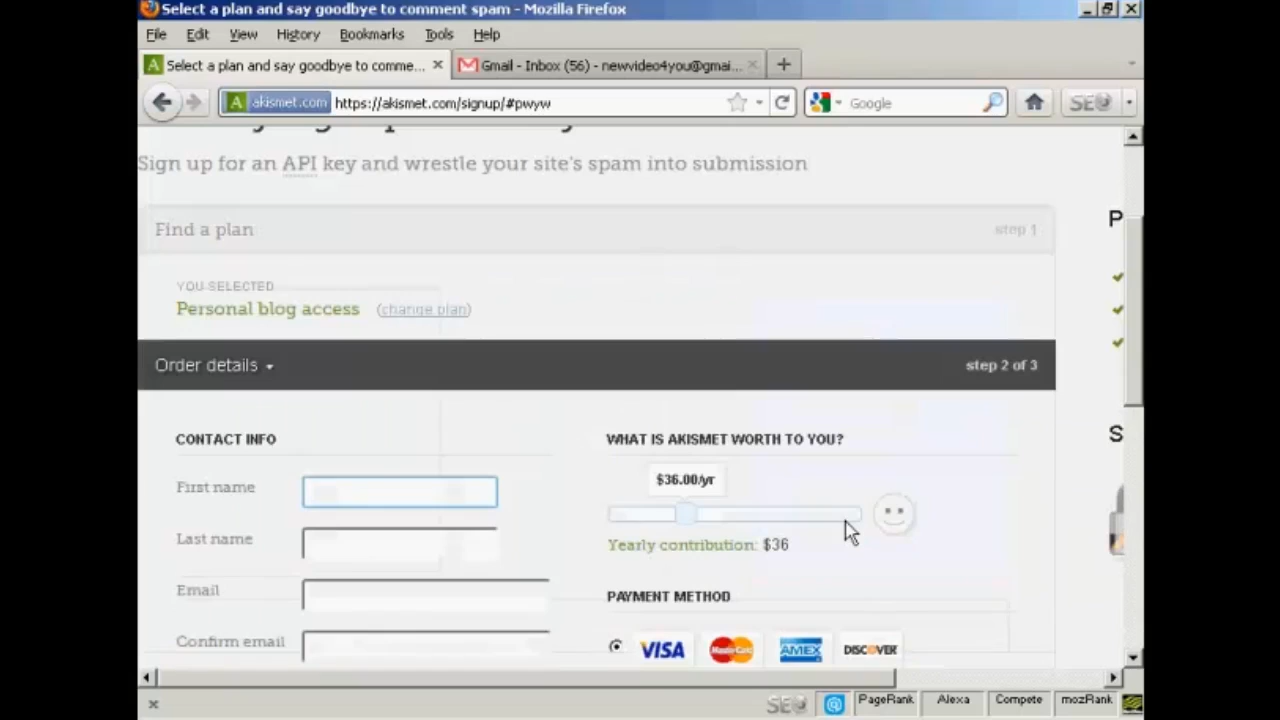 Select a plan and say goodbye to comment spam - Mozilla Firefox
File Edit View History Bookmarks Tools Help
Select a plan and say goodbye to comme...
Gmail - Inbox (56) - newvideo4you@gmai...
akismet.com https://akismet.com/signup/#pwyw
Google
Sign up for an API key and wrestle your site's spam into submission
Find a plan step 1
YOU SELECTED
Personal blog access (change plan)
Order details step 2 of 3
CONTACT INFO
First name
Last name
Email
Confirm email
WHAT IS AKISMET WORTH TO YOU?
$36.00/yr
Yearly contribution: $36
PAYMENT METHOD
VISA MasterCard AMEX DISCOVER
P
S
PageRank Alexa Compete mozRank